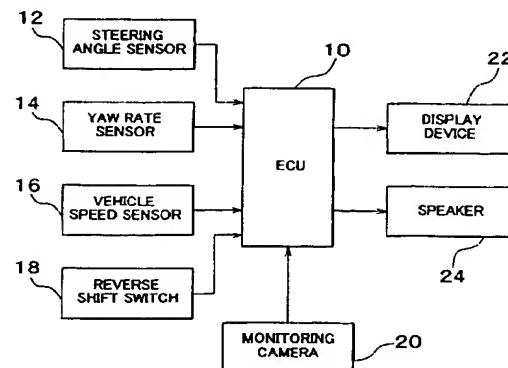 12
STEERING
ANGLE SENSOR
14
YAW RATE
SENSOR
16
VEHICLE
SPEED SENSOR
18
REVERSE
SHIFT SWITCH
10
ECU
22
DISPLAY
DEVICE
SPEAKER
24
MONITORING
CAMERA
20